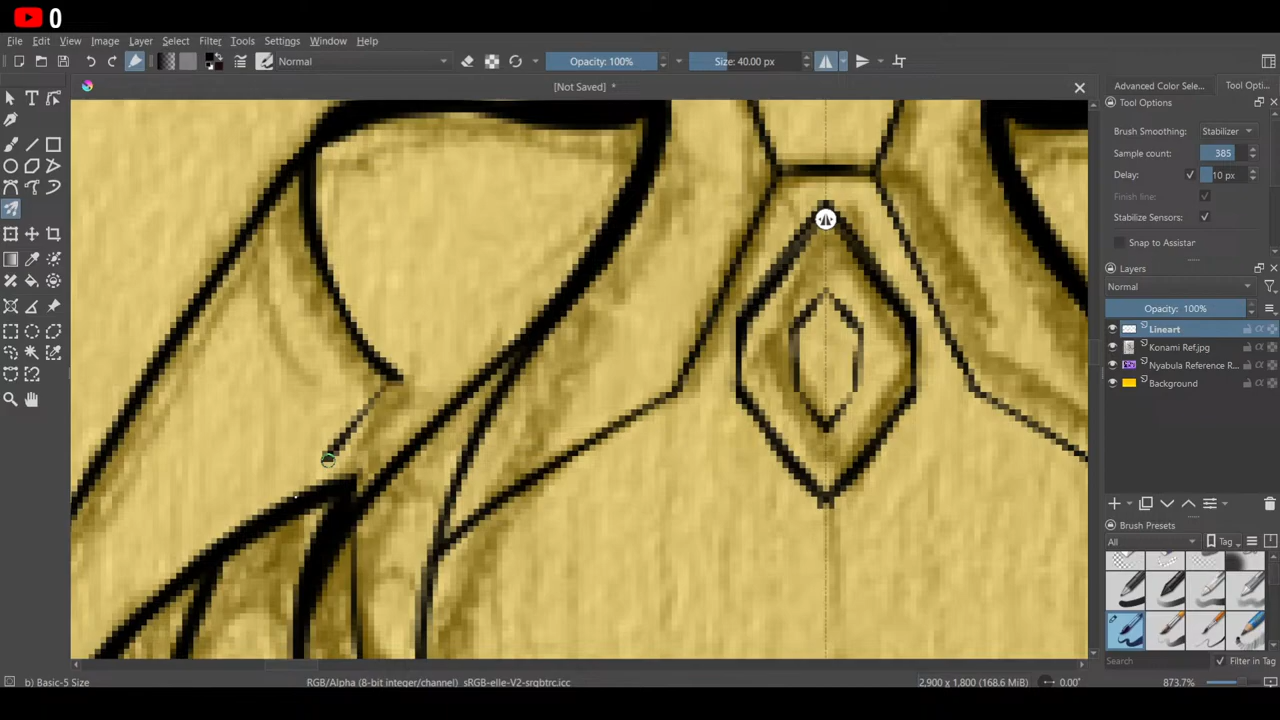 0
File Edit View Image Layer Select Filter Tools Settings Window Help
Normal Opacity: 100% Size: 40.00 px
[Not Saved] *
Advanced Color Sele... Tool Opti...
Tool Options
Brush Smoothing: Stabilizer
Sample count: 385
Delay: 10 px
Finish line:
Stabilize Sensors:
Snap to Assistar
Layers
Normal
Opacity: 100%
Lineart
Konami Ref.jpg
Nyabula Reference R...
Background
Brush Presets
All Tag
Search Filter in Tag
b) Basic-5 Size RGB/Alpha (8-bit integer/channel) sRGB-elle-V2-srgbtrc.icc 2,900 x 1,800 (168.6 MiB) 0.00° 873.7%